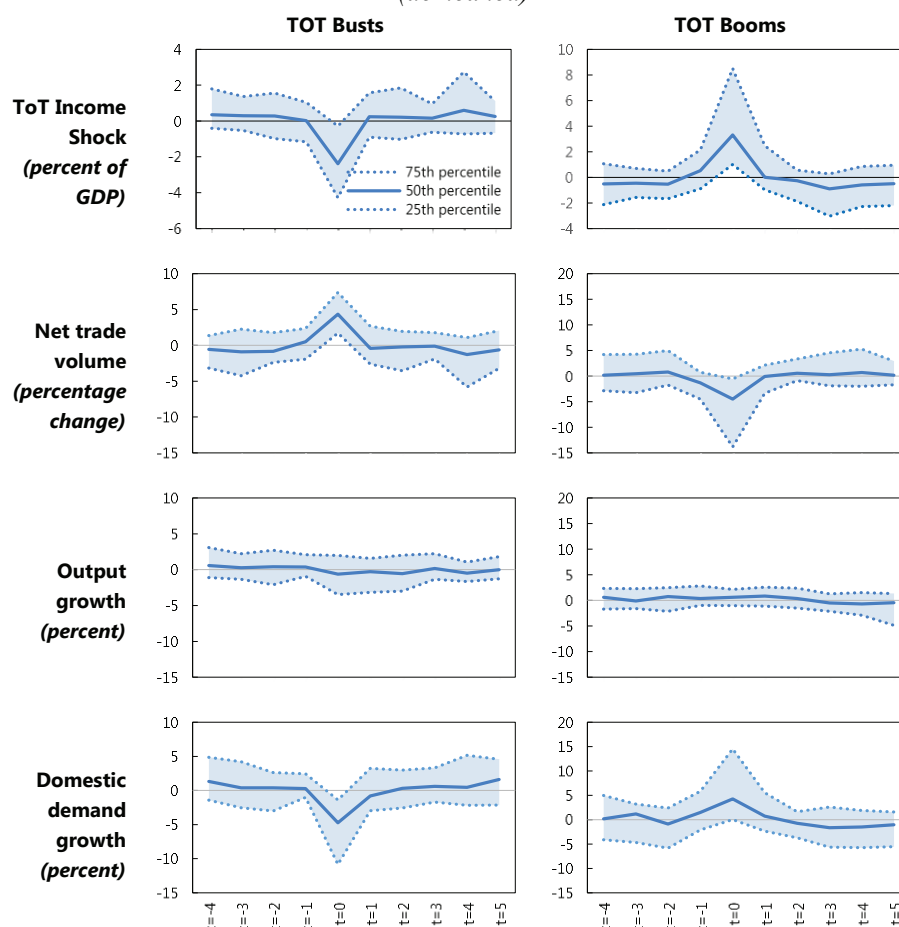 TOT Busts
TOT Booms
ToT Income
Shock
(percent of
GDP)
4
2
0
-2
-4
-6
75th percentile
50th percentile
25th percentile
10
8
6
4
2
0
-2
-4
Net trade
volume
(percentage
change)
10
5
0
-5
-10
-15
20
15
10
5
0
-5
-10
-15
Output
growth
(percent)
10
5
0
-5
-10
-15
20
15
10
5
0
-5
-10
-15
Domestic
demand
growth
(percent)
10
5
0
-5
-10
-15
20
15
10
5
0
-5
-10
-15
t=-4
t=-3
t=-2
t=-1
t=0
t=1
t=2
t=3
t=4
t=5
t=-4
t=-3
t=-2
t=-1
t=0
t=1
t=2
t=3
t=4
t=5